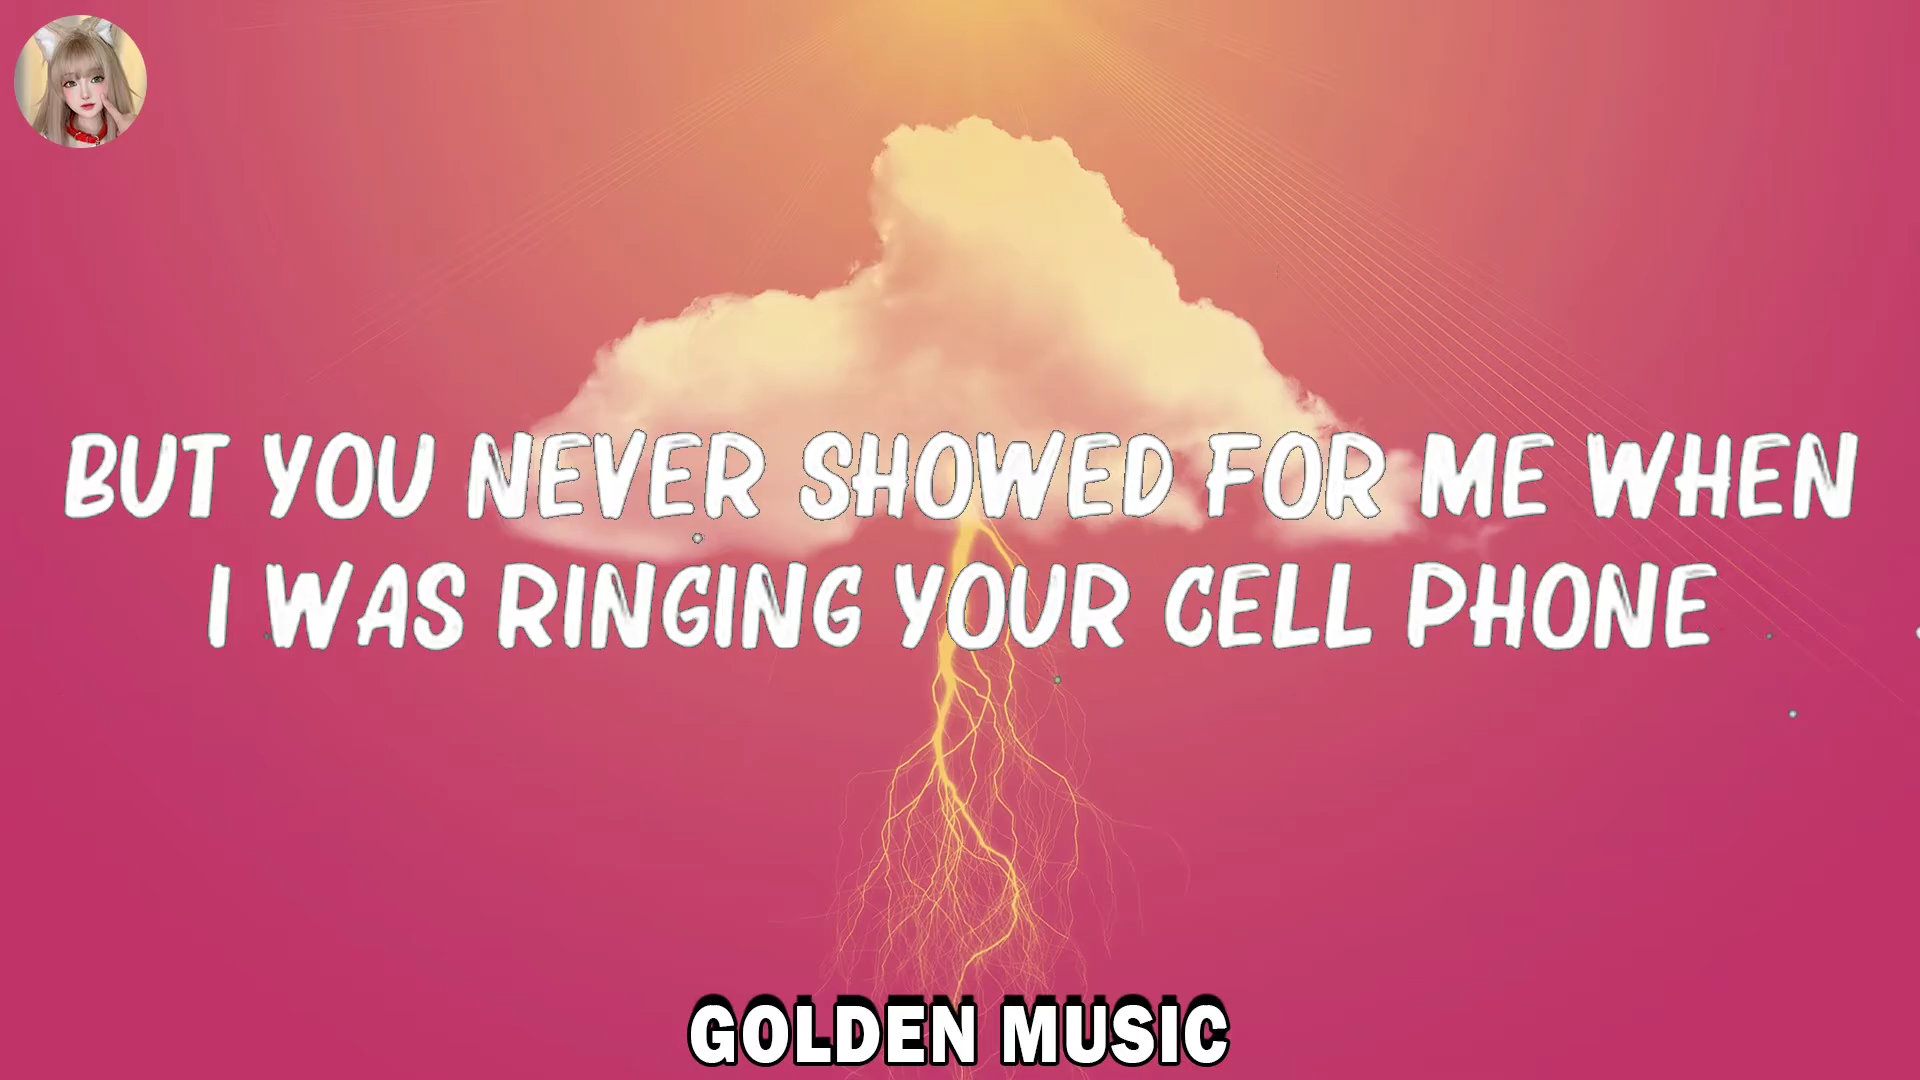 BUT YOU NEVER SHOWED FOR ME WHEN
I WAS RINGING YOUR CELL PHONE
GOLDEN MUSIC